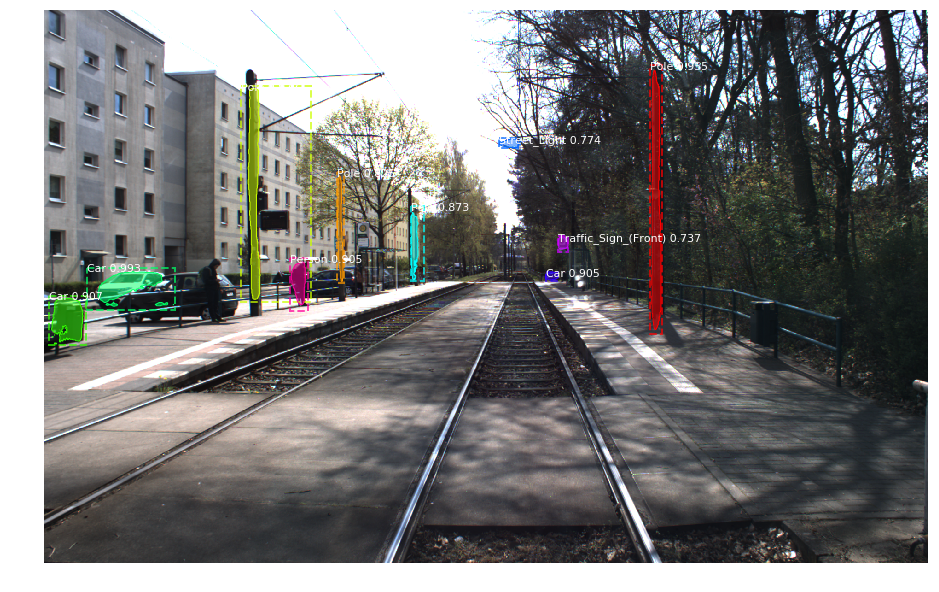 Pole 0.955
Street_Light 0.774
Pole
0.873
Traffic_Sign_(Front) 0.737
Person 0.905
Car 0.993
Car 0.905
Car 0.907